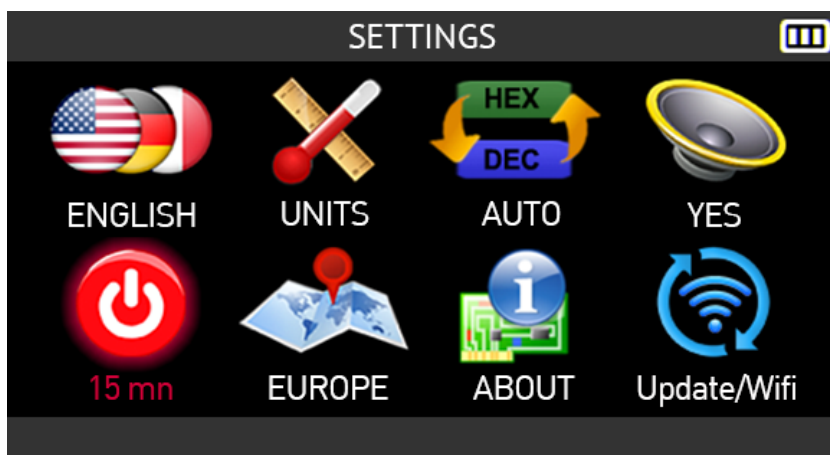 SETTINGS
HEX
DEC
ENGLISH UNITS AUTO YES
i
15 mn EUROPE ABOUT Update/Wifi